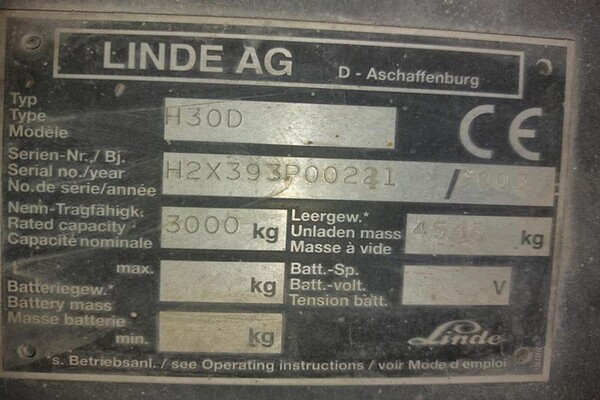 LINDE AG D - Aschaffenburg
Typ
Type
Modèle
H30D
CE
Serien-Nr./ Bj.
Serial no./year
No.de série/année
H2X393P00221 /
Nenn-Tragfähigk.
Rated capacity
Capacité nominale
3000 kg
Leergew.*
Unladen mass
Masse à vide
kg
max.
kg
Batteriegew.*
Battery mass
Masse batterie
min.
kg
Batt.-Sp.
Batt.-volt.
Tension batt.
V
Linde
*s. Betriebsanl. / see Operating instructions / voir Mode d'emploi